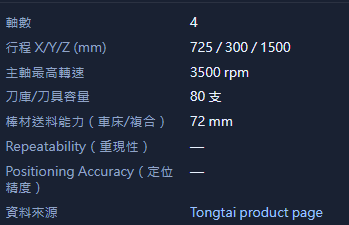 軸數 4
行程 X/Y/Z (mm) 725 / 300 / 1500
主軸最高轉速 3500 rpm
刀庫/刀具容量 80 支
棒材送料能力（車床/複合） 72 mm
Repeatability（重現性） —
Positioning Accuracy（定位 —
精度）
資料來源 Tongtai product page